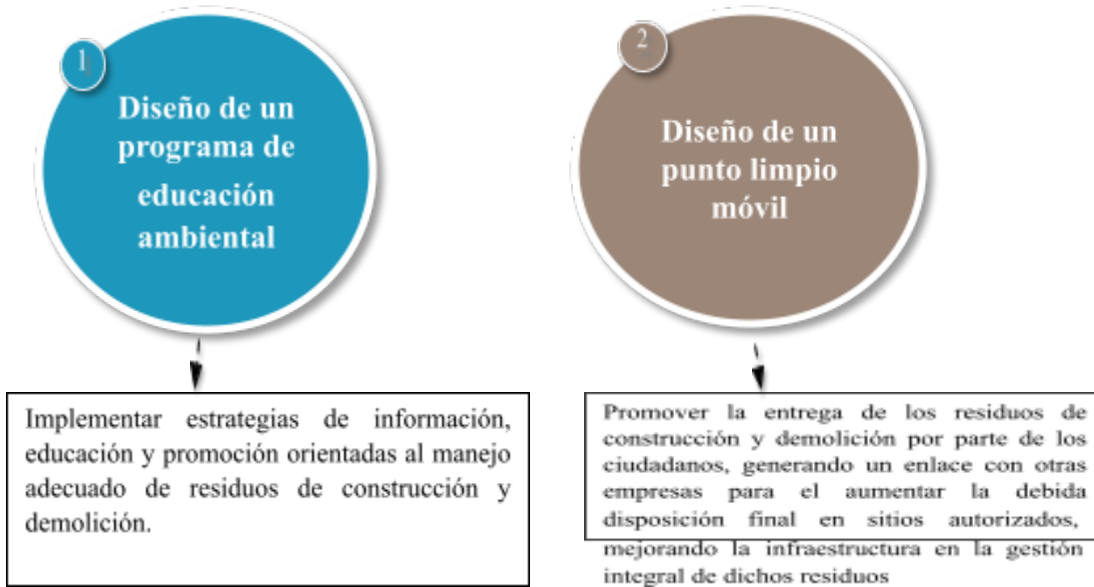 1
Diseño de un
programa de
educación
ambiental
Implementar estrategias de información,
educación y promoción orientadas al manejo
adecuado de residuos de construcción y
demolición.
2
Diseño de un
punto limpio
móvil
Promover la entrega de los residuos de
construcción y demolición por parte de los
ciudadanos, generando un enlace con otras
empresas para el aumentar la debida
disposición final en sitios autorizados,
mejorando la infraestructura en la gestión
integral de dichos residuos